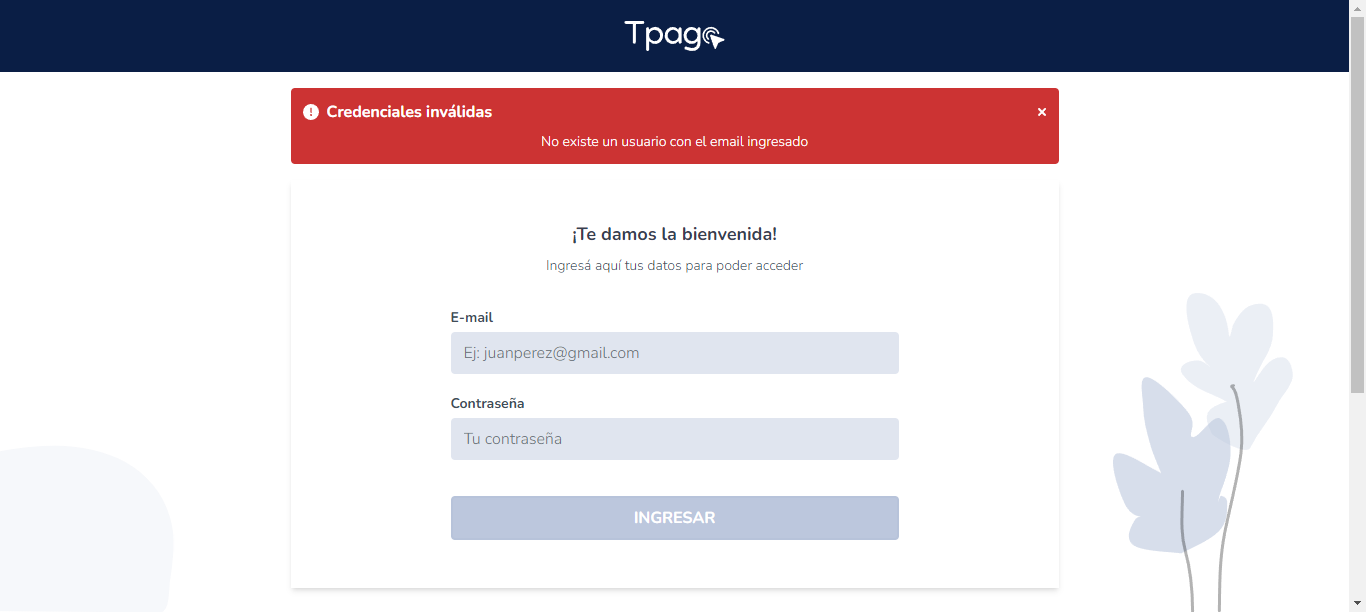 Tpago
Credenciales inválidas
No existe un usuario con el email ingresado
¡Te damos la bienvenida!
Ingresá aquí tus datos para poder acceder
E-mail
Ej: juanperez@gmail.com
Contraseña
Tu contraseña
INGRESAR